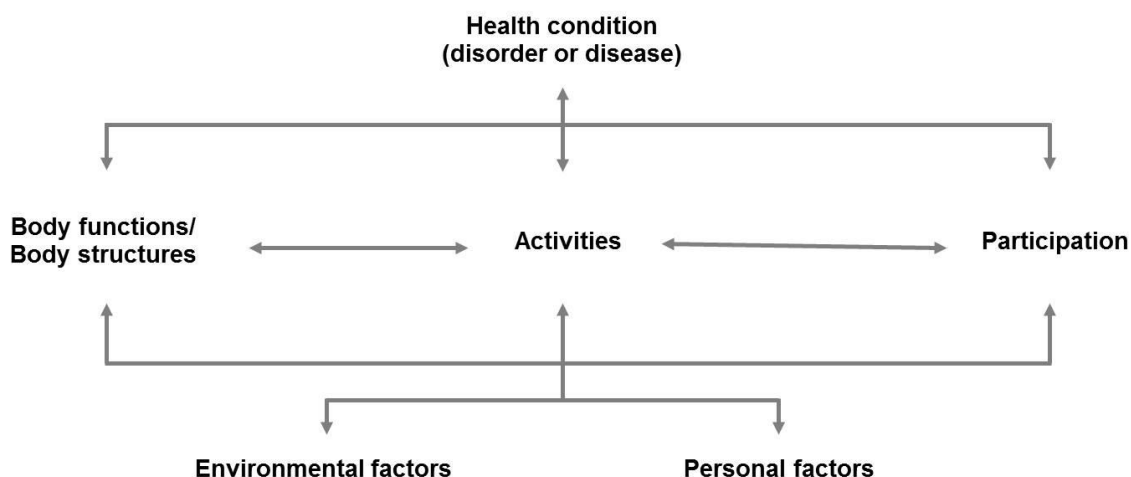 Health condition
(disorder or disease)
Body functions/
Body structures
Activities
Participation
Environmental factors
Personal factors